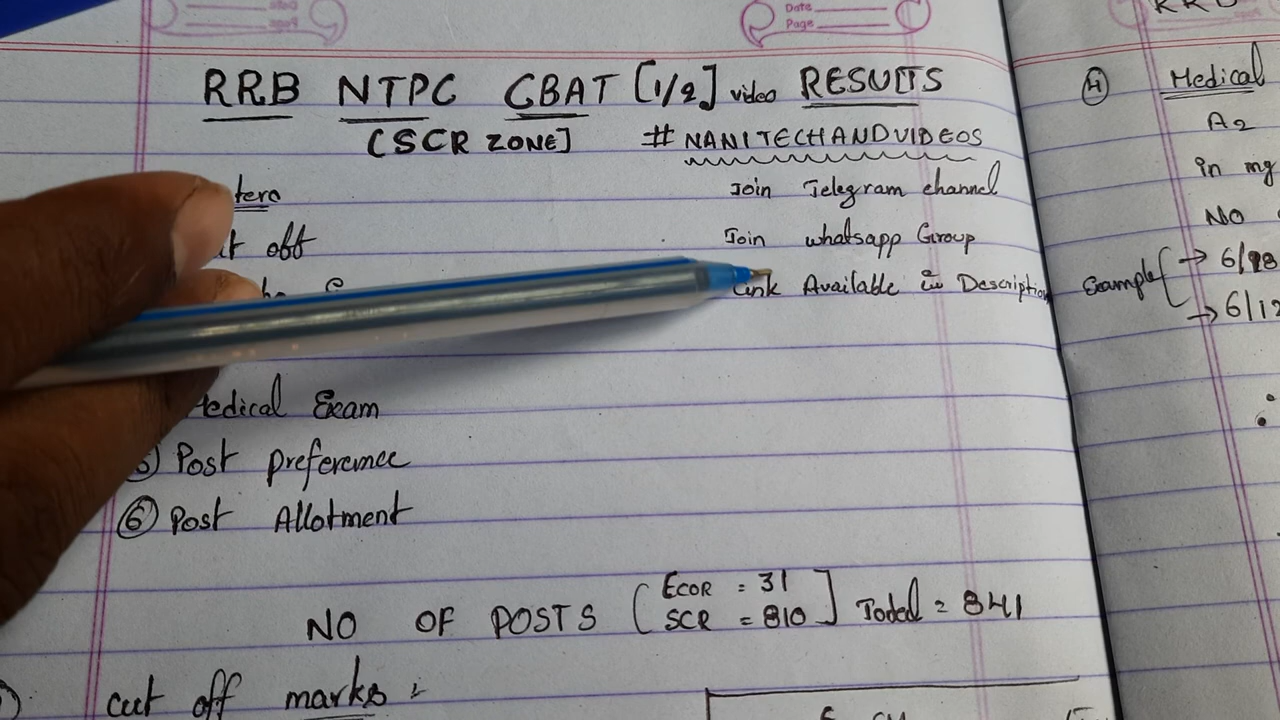 Date
Page
RRB NTPC CBAT [1/2] video RESULTS
[SCR ZONE] # NANITECHANDVIDEOS
Join Telegram channel
off
Join whatsapp Group
Link Available in Description
Medical Exam
5) Post preference
⑥ Post Allotment
NO OF POSTS [ECOR = 31
SCR = 810] Total = 841
cut off marks :
④ Medical
A2
in mg
NO
Example → 6/
→ 6/12